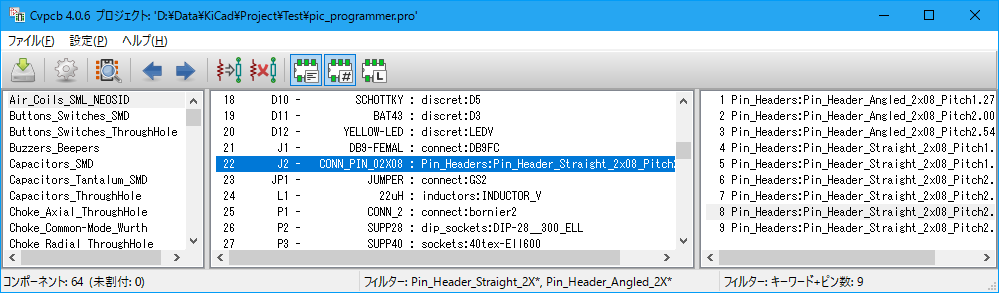 Cvpcb 4.0.6 プロジェクト: 'D:¥Data¥KiCad¥Project¥Test¥pic_programmer.pro'
ファイル(F) 設定(P) ヘルプ(H)
Air_Coils_SML_NEOSID
Buttons_Switches_SMD
Buttons_Switches_ThroughHole
Buzzers_Beepers
Capacitors_SMD
Capacitors_Tantalum_SMD
Capacitors_ThroughHole
Choke_Axial_ThroughHole
Choke_Common-Mode_Wurth
Choke_Radial_ThroughHole
18 D10 - SCHOTTKY : discret:D5
19 D11 - BAT43 : discret:D3
20 D12 - YELLOW-LED : discret:LEDV
21 J1 - DB9-FEMAL : connect:DB9FC
22 J2 - CONN_PIN_02X08 : Pin_Headers:Pin_Header_Straight_2x08_Pitch2
23 JP1 - JUMPER : connect:GS2
24 L1 - 22uH : inductors:INDUCTOR_V
25 P1 - CONN_2 : connect:bornier2
26 P2 - SUPP28 : dip_sockets:DIP-28__300_ELL
27 P3 - SUPP40 : sockets:40tex-Ell600
1 Pin_Headers:Pin_Header_Angled_2x08_Pitch1.27
2 Pin_Headers:Pin_Header_Angled_2x08_Pitch2.00
3 Pin_Headers:Pin_Header_Angled_2x08_Pitch2.54
4 Pin_Headers:Pin_Header_Straight_2x08_Pitch1.
5 Pin_Headers:Pin_Header_Straight_2x08_Pitch1.
6 Pin_Headers:Pin_Header_Straight_2x08_Pitch2.
7 Pin_Headers:Pin_Header_Straight_2x08_Pitch2.
8 Pin_Headers:Pin_Header_Straight_2x08_Pitch2.
9 Pin_Headers:Pin_Header_Straight_2x08_Pitch2.
コンポーネント: 64 (未割付: 0)
フィルター: Pin_Header_Straight_2X*, Pin_Header_Angled_2X*
フィルター: キーワード+ピン数: 9